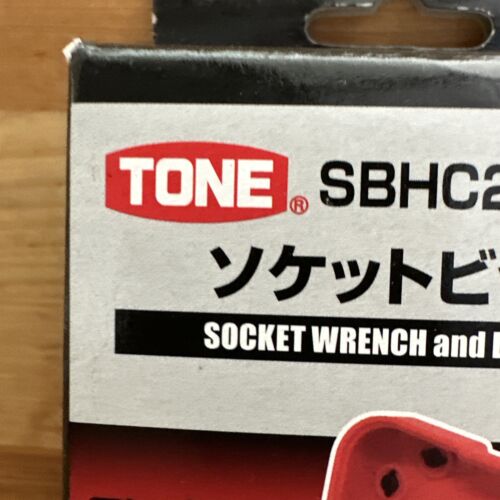 TONE® SBHC2
ソケットビ
SOCKET WRENCH and